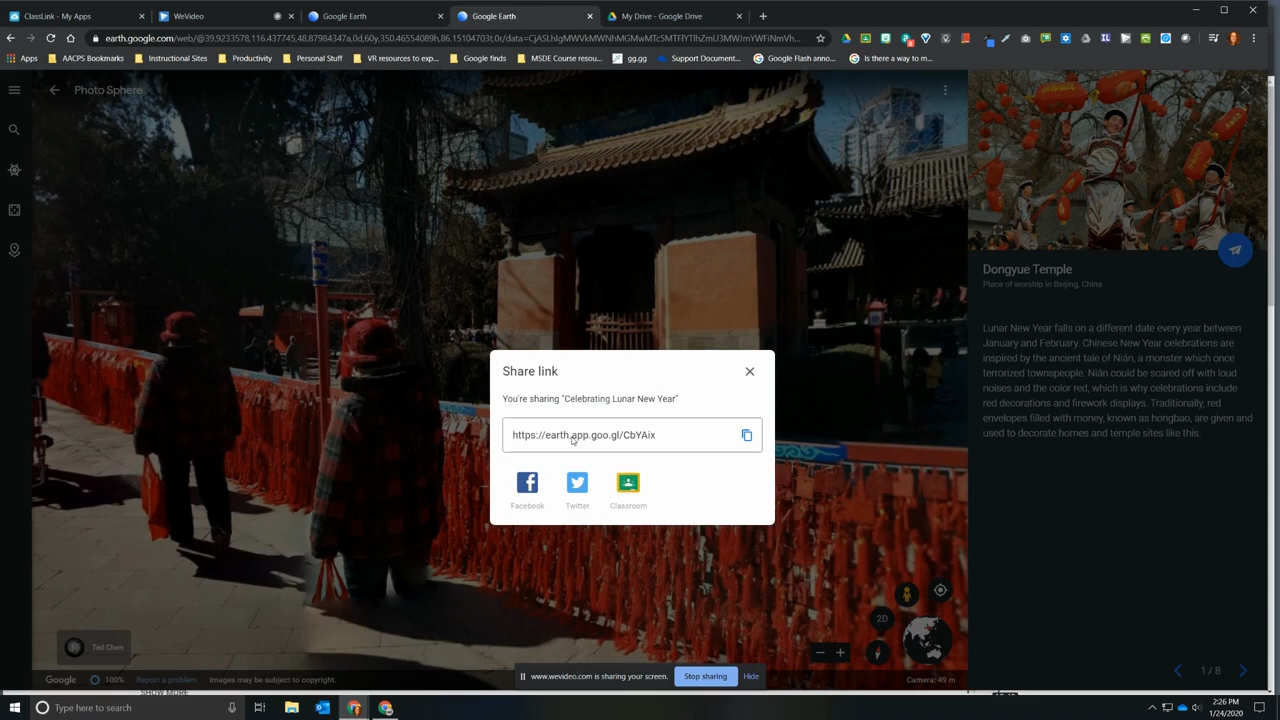 ClassLink - My Apps
WeVideo
Google Earth
Google Earth
My Drive - Google Drive
earth.google.com/web/@39.9233578,116.437745,48.87984347a,0d,60y,350.46554089h,86.15104703t,0r/data=CjASLhIgMWVkMWNhMGMwMTc5MTFlYTlhZmU3MWJmYWFiNmVh...
Apps
AACPS Bookmarks
Instructional Sites
Productivity
Personal Stuff
VR resources to exp...
Google finds
MSDE Course resou...
gg.gg
Support Document...
Google Flash anno...
Is there a way to m...
Photo Sphere
Dongyue Temple
Place of worship in Beijing, China
Lunar New Year falls on a different date every year between
January and February. Chinese New Year celebrations are
inspired by the ancient tale of Nián, a monster which once
terrorized townspeople. Nián could be scared off with loud
noises and the color red, which is why celebrations include
red decorations and firework displays. Traditionally, red
envelopes filled with money, known as hongbao, are given and
used to decorate homes and temple sites like this.
Share link
You're sharing "Celebrating Lunar New Year"
https://earth.app.goo.gl/CbYAix
Facebook
Twitter
Classroom
2D
Ted Chen
1 / 8
Google
100%
Report a problem
Images may be subject to copyright.
www.wevideo.com is sharing your screen.
Stop sharing
Hide
Camera: 49 m
SHOW MORE
Type here to search
2:26 PM
1/24/2020